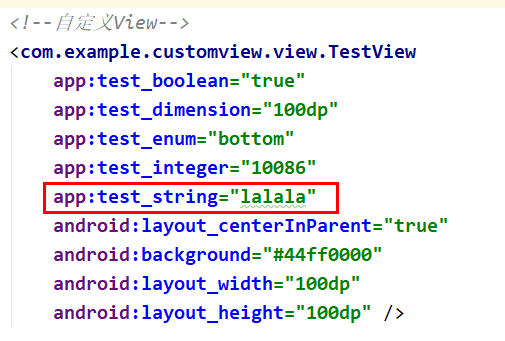 <!--自定义View-->
<com.example.customview.view.TestView
app:test_boolean="true"
app:test_dimension="100dp"
app:test_enum="bottom"
app:test_integer="10086"
app:test_string="lalala"
android:layout_centerInParent="true"
android:background="#44ff0000"
android:layout_width="100dp"
android:layout_height="100dp" />